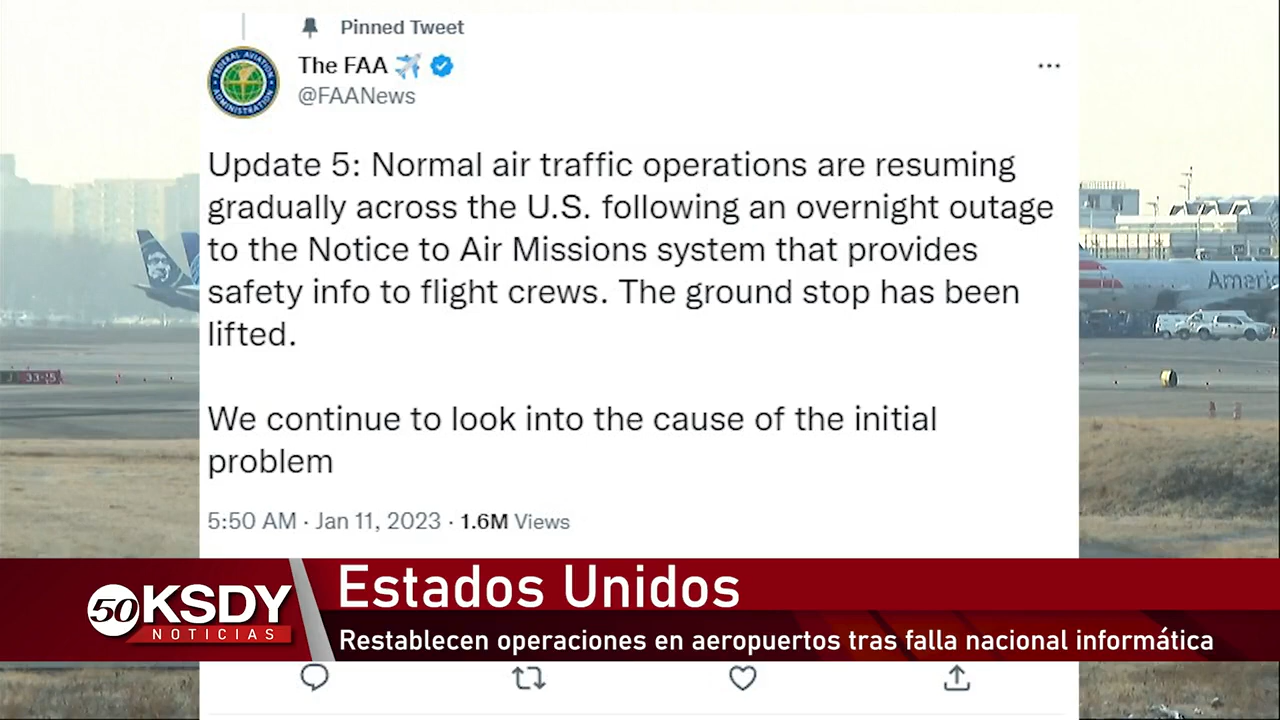 Pinned Tweet
The FAA
@FAANews
Update 5: Normal air traffic operations are resuming
gradually across the U.S. following an overnight outage
to the Notice to Air Missions system that provides
safety info to flight crews. The ground stop has been
lifted.
We continue to look into the cause of the initial
problem
5:50 AM · Jan 11, 2023 · 1.6M Views
50 KSDY
NOTICIAS
Estados Unidos
Restablecen operaciones en aeropuertos tras falla nacional informática
FEDERAL AVIATION
ADMINISTRATION